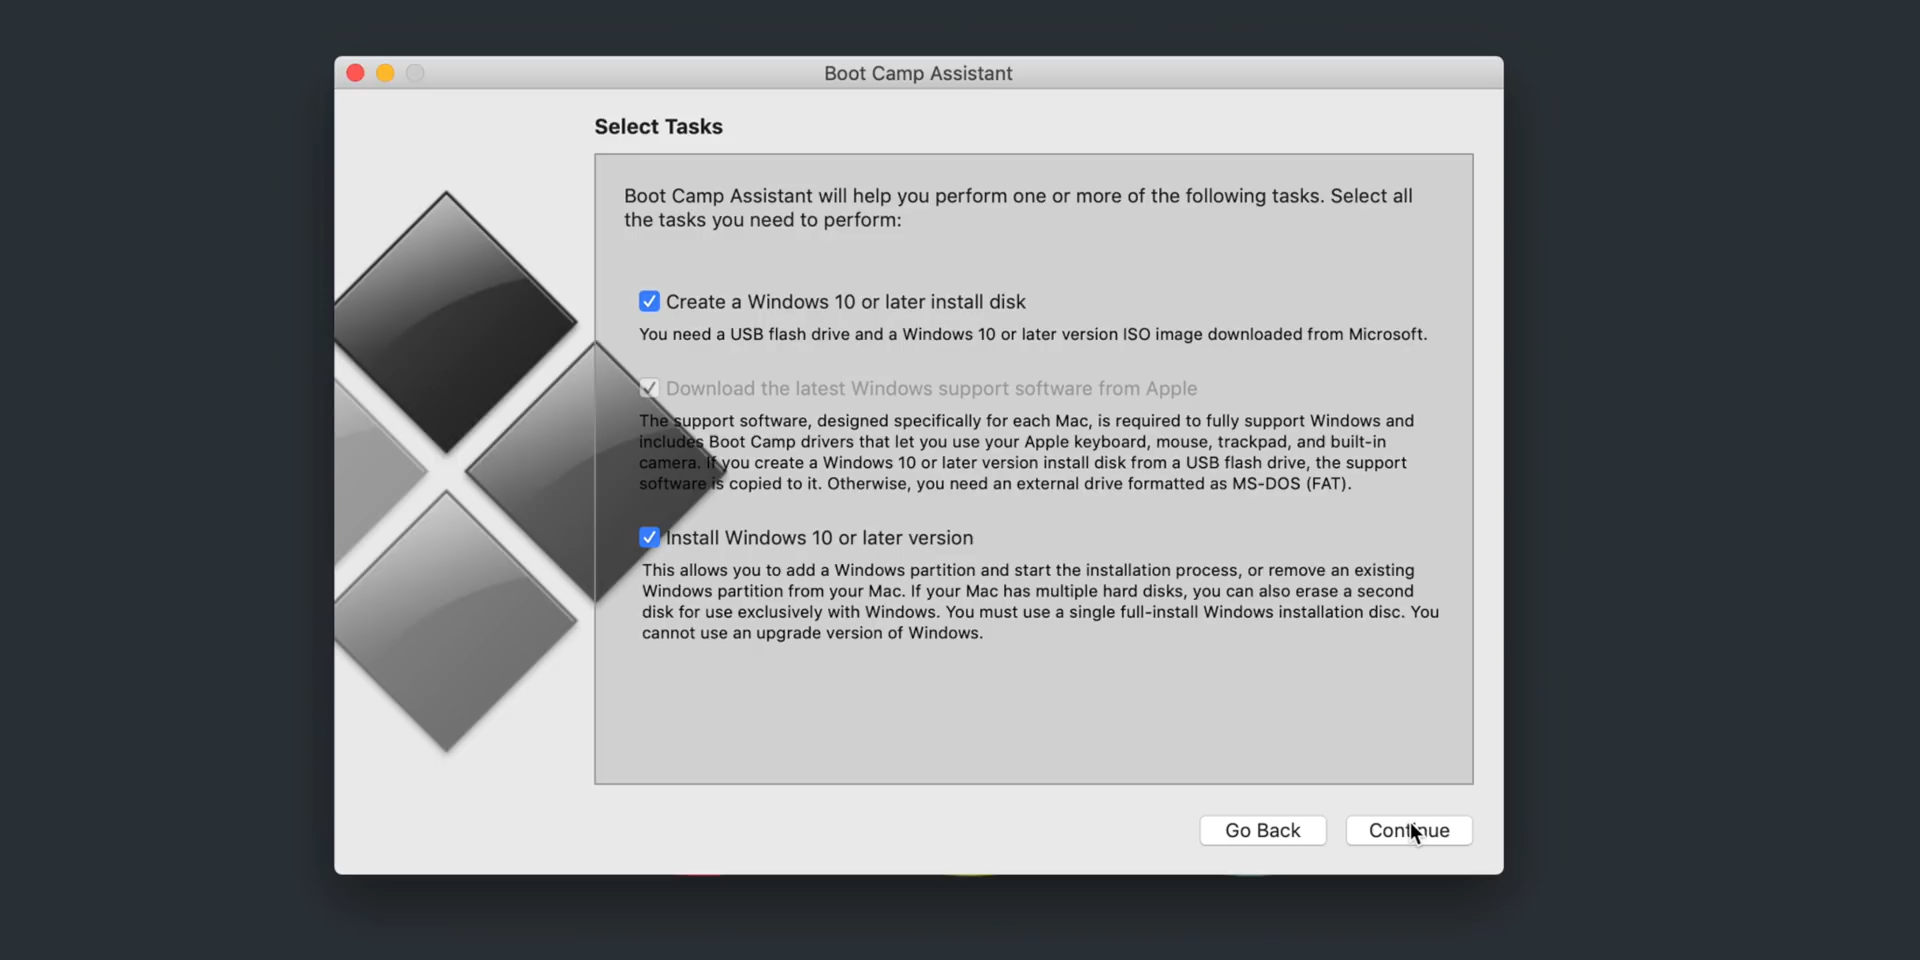 Boot Camp Assistant
Select Tasks
Boot Camp Assistant will help you perform one or more of the following tasks. Select all
the tasks you need to perform:
Create a Windows 10 or later install disk
You need a USB flash drive and a Windows 10 or later version ISO image downloaded from Microsoft.
Download the latest Windows support software from Apple
The support software, designed specifically for each Mac, is required to fully support Windows and
includes Boot Camp drivers that let you use your Apple keyboard, mouse, trackpad, and built-in
camera. If you create a Windows 10 or later version install disk from a USB flash drive, the support
software is copied to it. Otherwise, you need an external drive formatted as MS-DOS (FAT).
Install Windows 10 or later version
This allows you to add a Windows partition and start the installation process, or remove an existing
Windows partition from your Mac. If your Mac has multiple hard disks, you can also erase a second
disk for use exclusively with Windows. You must use a single full-install Windows installation disc. You
cannot use an upgrade version of Windows.
Go Back
Continue